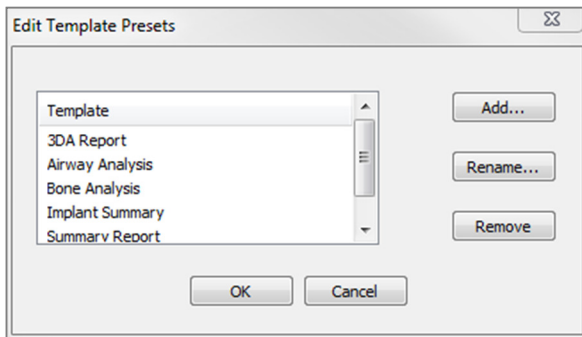 Edit Template Presets
Template
3DA Report
Airway Analysis
Bone Analysis
Implant Summary
Summary Report
Add...
Rename...
Remove
OK
Cancel